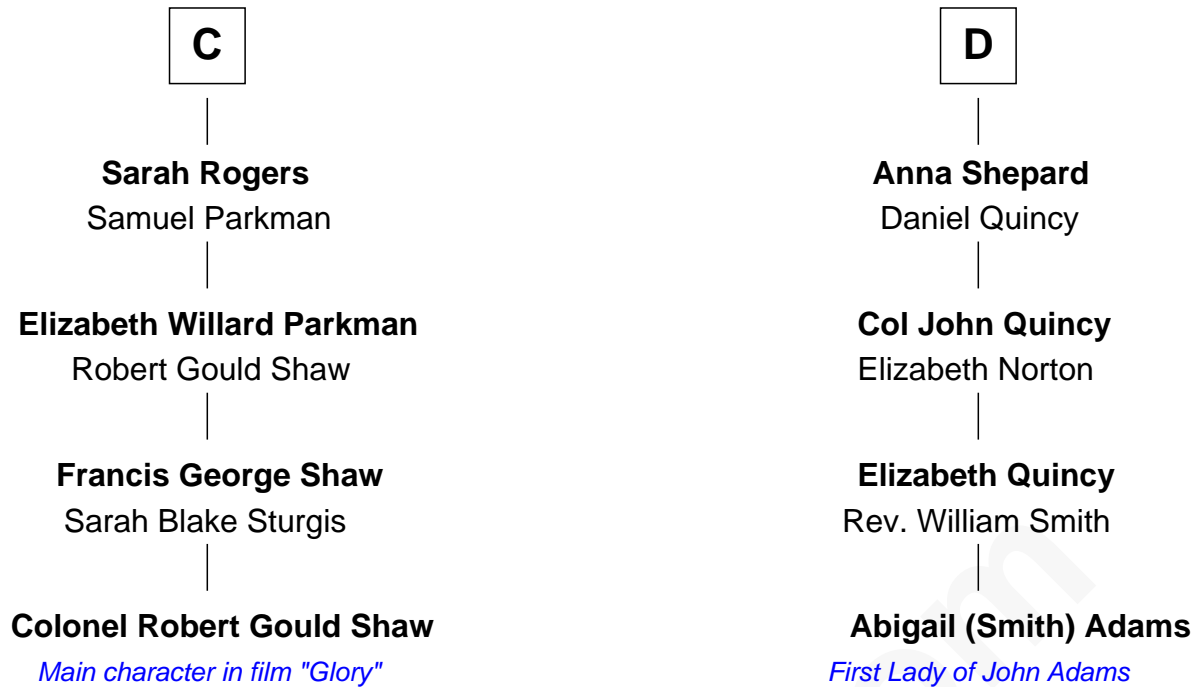 C
Sarah Rogers
Samuel Parkman
Elizabeth Willard Parkman
Robert Gould Shaw
Francis George Shaw
Sarah Blake Sturgis
Colonel Robert Gould Shaw
Main character in film "Glory"
D
Anna Shepard
Daniel Quincy
Col John Quincy
Elizabeth Norton
Elizabeth Quincy
Rev. William Smith
Abigail (Smith) Adams
First Lady of John Adams